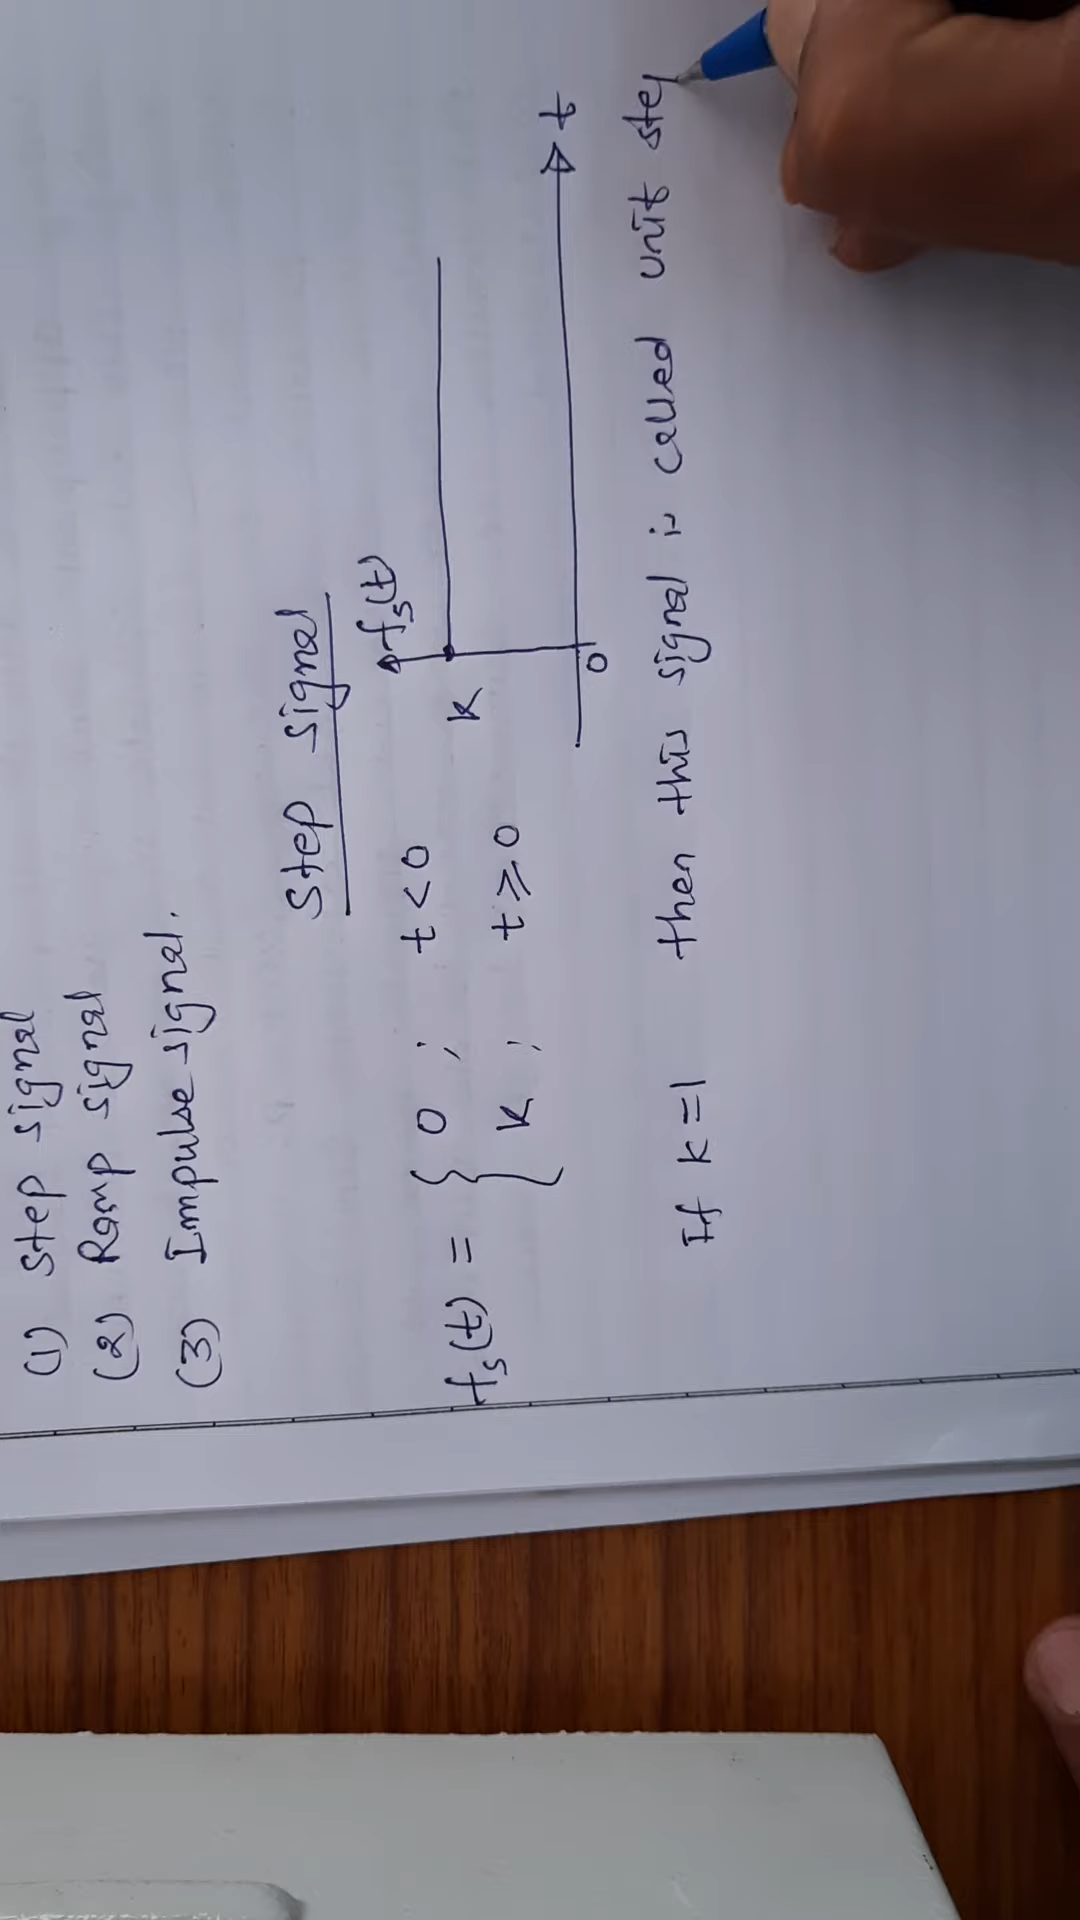 (1) Step signal
(2) Ramp signal
(3) Impulse signal.
Step signal
fs(t) = { 0 ; t < 0
K ; t ≥ 0
fs(t)
K
0
t
If K=1 then this signal is called unit step